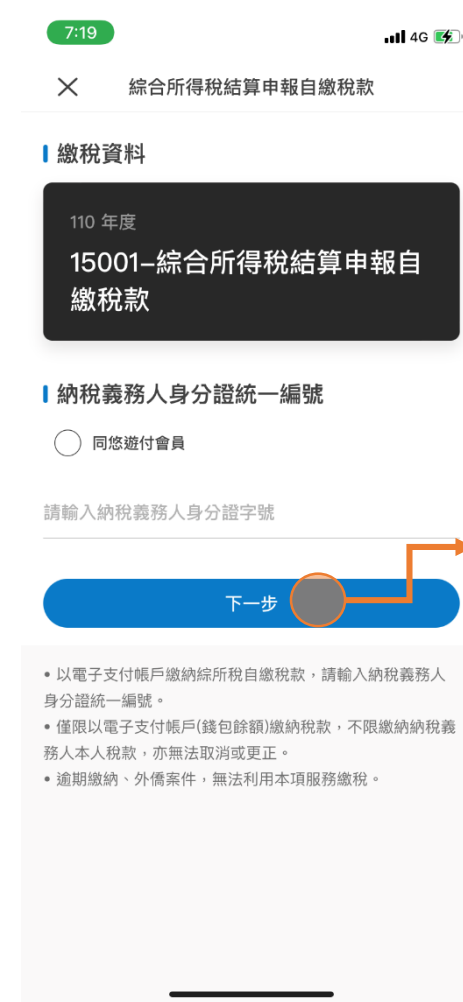 7:19
4G
綜合所得稅結算申報自繳稅款
繳稅資料
110 年度
15001–綜合所得稅結算申報自
繳稅款
納稅義務人身分證統一編號
同悠遊付會員
請輸入納稅義務人身分證字號
下一步
• 以電子支付帳戶繳納綜所稅自繳稅款，請輸入納稅義務人
身分證統一編號。
• 僅限以電子支付帳戶(錢包餘額)繳納稅款，不限繳納納稅義
務人本人稅款，亦無法取消或更正。
• 逾期繳納、外僑案件，無法利用本項服務繳稅。